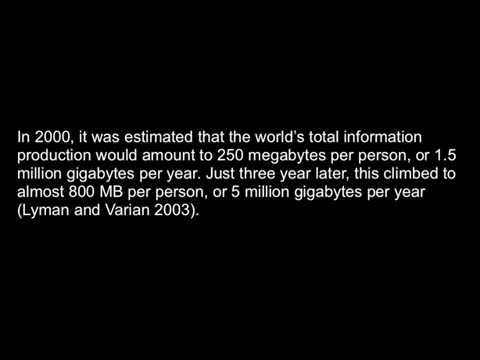 In 2000, it was estimated that the world's total information
production would amount to 250 megabytes per person, or 1.5
million gigabytes per year. Just three year later, this climbed to
almost 800 MB per person, or 5 million gigabytes per year
(Lyman and Varian 2003).